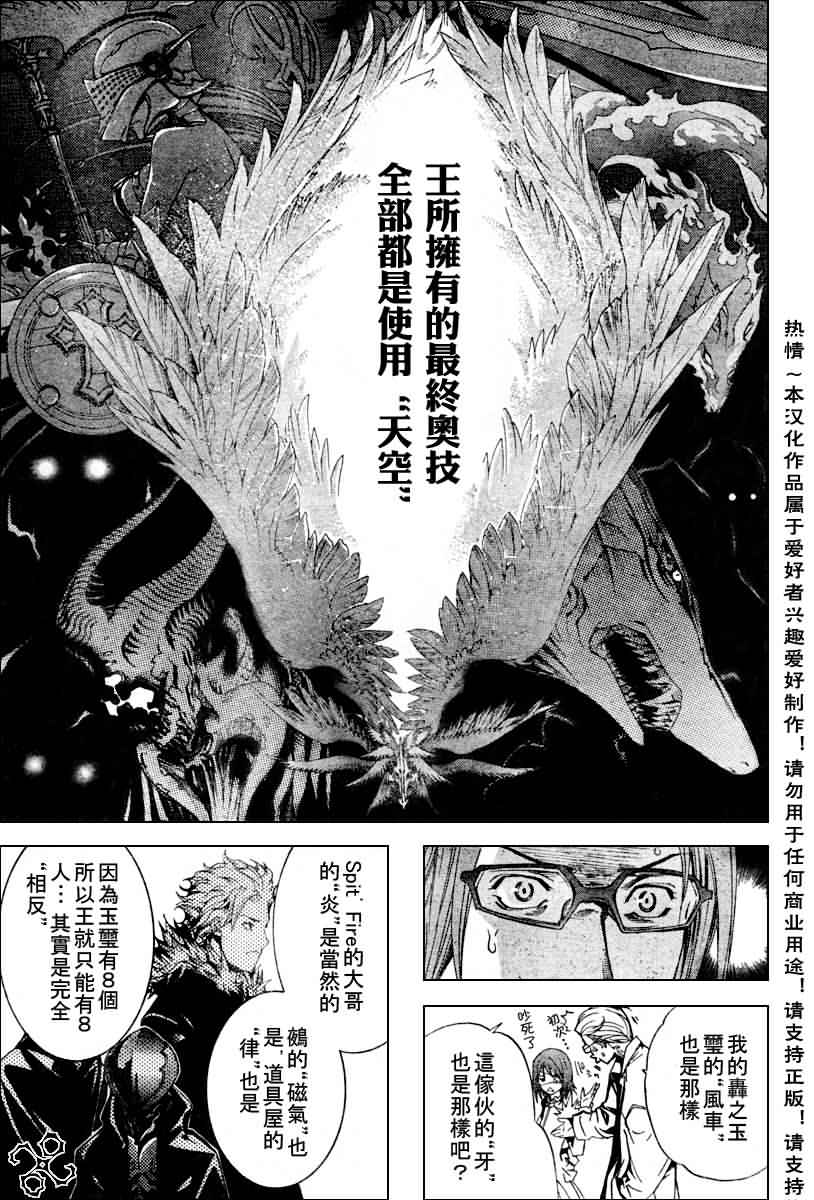 王所擁有的最終奧技
全部都是使用“天空”
我的轟之玉
璽的“風車”
也是那樣
這傢伙的“牙”
也是那樣吧？
初次…
吵死了
Spit' Fire的大哥
的“炎”是當然的
鵺的“磁氣”也
是，道具屋的
“律”也是
因為玉璽有8個
所以王就只能有8
人…其實是完全
“相反”
热情～本汉化作品属于爱好者兴趣爱好制作！请勿用于任何商业用途！请支持正版！请支持